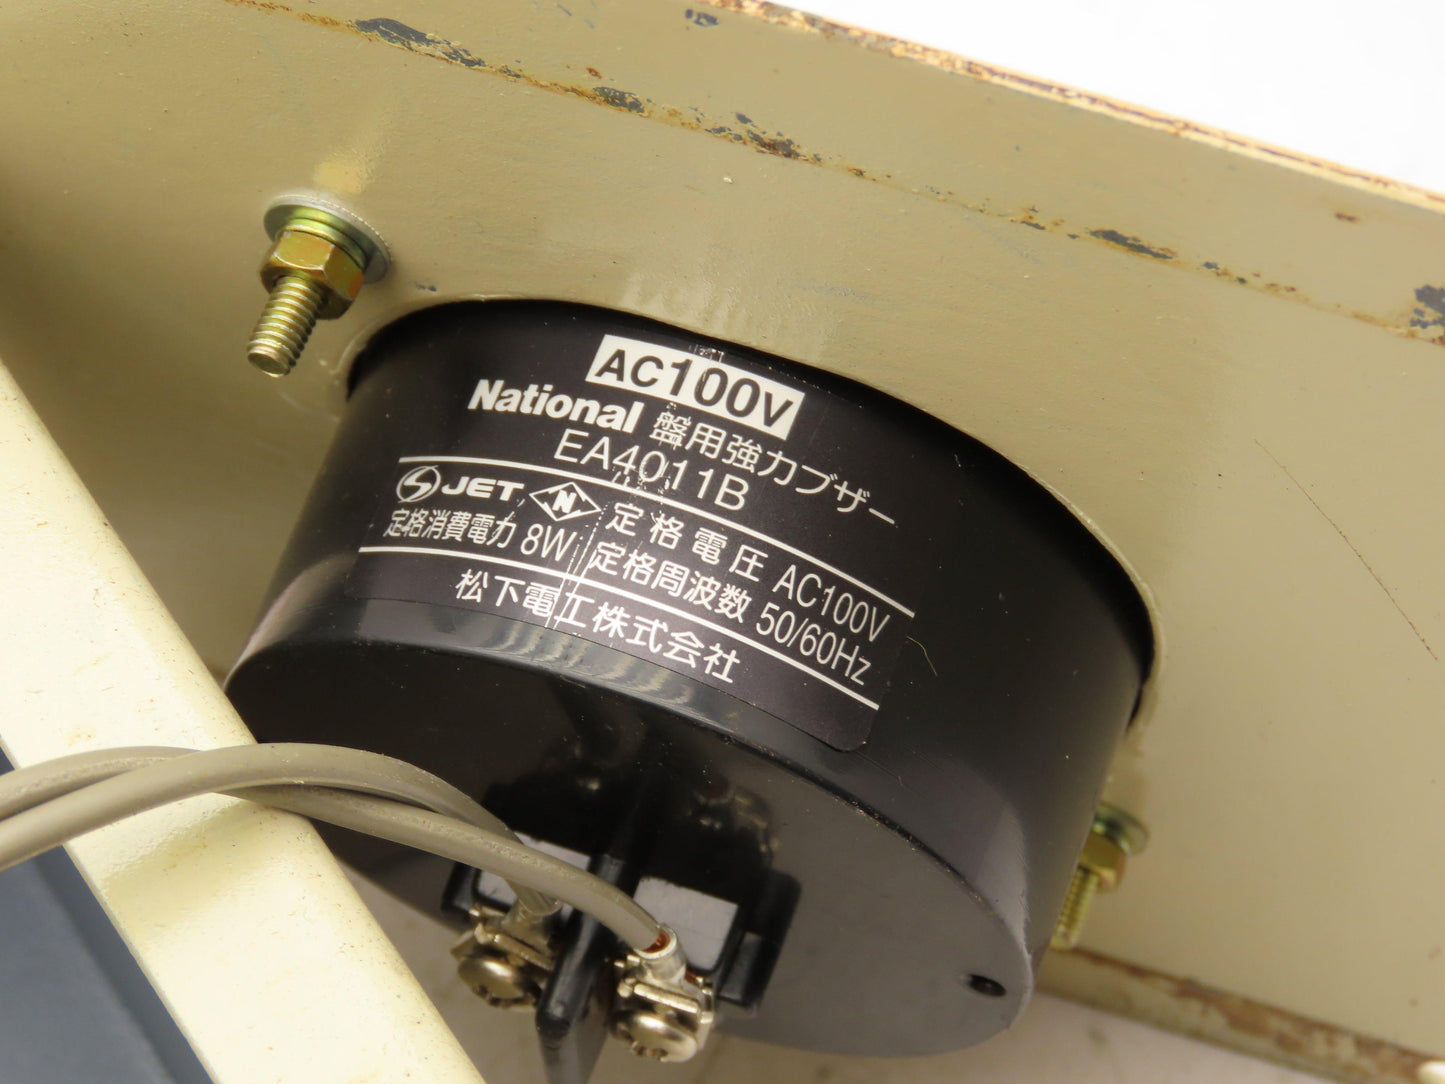 AC100V
National 盤用強力ブザー
EA4011B
S JET N 定格電圧 AC100V
定格消費電力 8W 定格周波数 50/60Hz
松下電工株式会社